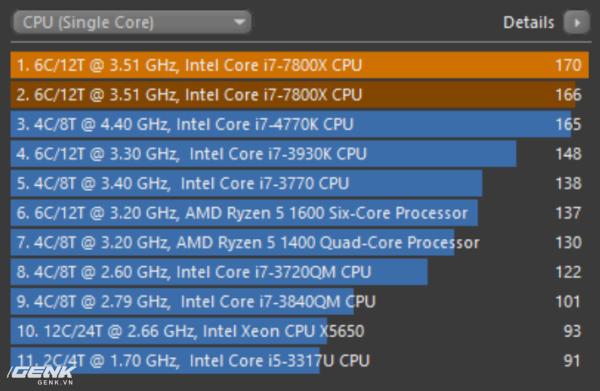 CPU (Single Core)
Details
1. 6C/12T @ 3.51 GHz, Intel Core i7-7800X CPU 170
2. 6C/12T @ 3.51 GHz, Intel Core i7-7800X CPU 166
3. 4C/8T @ 4.40 GHz, Intel Core i7-4770K CPU 165
4. 6C/12T @ 3.30 GHz,  Intel Core i7-3930K CPU 148
5. 4C/8T @ 3.40 GHz,  Intel Core i7-3770 CPU 138
6. 6C/12T @ 3.20 GHz, AMD Ryzen 5 1600 Six-Core Processor 137
7. 4C/8T @ 3.20 GHz, AMD Ryzen 5 1400 Quad-Core Processor 130
8. 4C/8T @ 2.60 GHz, Intel Core i7-3720QM CPU 122
9. 4C/8T @ 2.79 GHz, Intel Core i7-3840QM CPU 101
10. 12C/24T @ 2.66 GHz, Intel Xeon CPU X5650 93
11. 2C/4T @ 1.70 GHz,  Intel Core i5-3317U CPU 91
GENK
GENK.VN